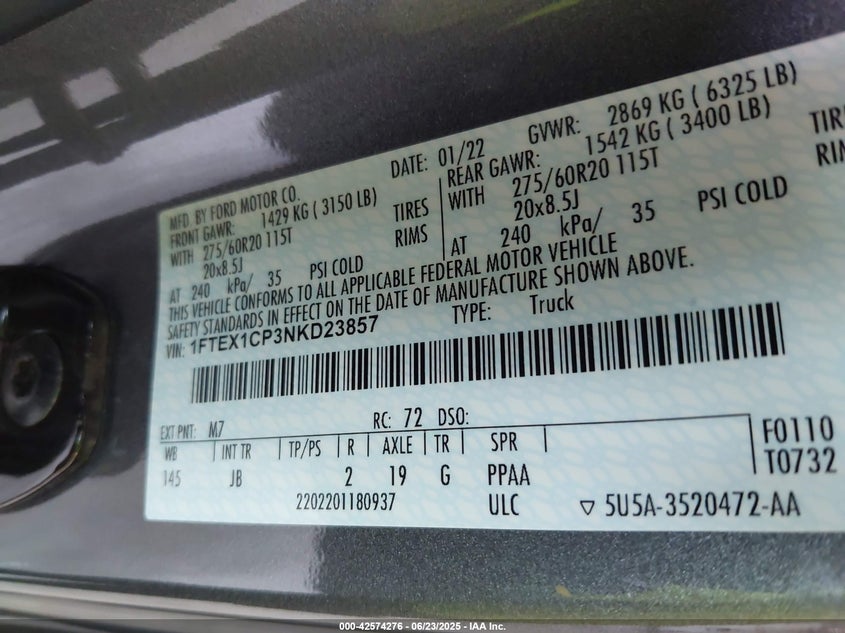 MFD. BY FORD MOTOR CO.
DATE: 01/22
GVWR: 2869 KG ( 6325 LB)
FRONT GAWR: 1429 KG ( 3150 LB)
REAR GAWR: 1542 KG ( 3400 LB)
WITH 275/60R20 115T TIRES
WITH 275/60R20 115T TIRE
20x8.5J RIMS
20x8.5J RIM
AT 240 kPa/ 35 PSI COLD
AT 240 kPa/ 35 PSI COLD
THIS VEHICLE CONFORMS TO ALL APPLICABLE FEDERAL MOTOR VEHICLE
SAFETY STANDARDS IN EFFECT ON THE DATE OF MANUFACTURE SHOWN ABOVE.
VIN: 1FTEX1CP3NKD23857 TYPE: Truck
EXT PNT: M7 RC: 72 DSO:
WB INT TR TP/PS R AXLE TR SPR F0110
145 JB 2 19 G PPAA T0732
2202201180937 ULC ▽ 5U5A-3520472-AA
000-42574276 - 06/23/2025 - IAA Inc.